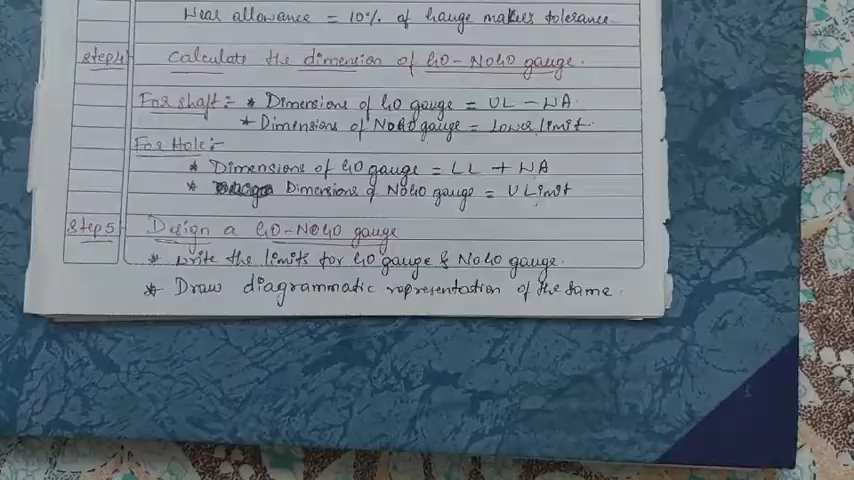 Wear allowance = 10% of Gauge makers tolerance.
Step 4 Calculate the dimension of GO-NOGO gauge.
For shaft:- * Dimensions of GO gauge = UL - WA.
* Dimensions of NOGO gauge = Lower limit.
For Hole:-
* Dimensions of GO gauge = LL + WA
* Dimensions of NOGO gauge = U Limit
Step 5 Design a GO-NOGO gauge
* Write the limits for GO gauge & NOGO gauge.
* Draw diagrammatic representation of the same.